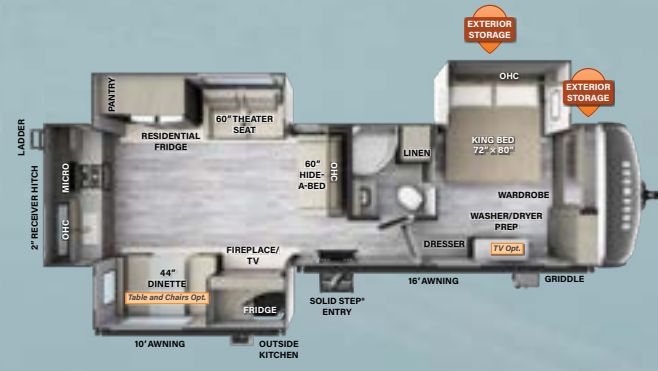 EXTERIOR
STORAGE
EXTERIOR
STORAGE
OHC
PANTRY
60" THEATER
SEAT
RESIDENTIAL
FRIDGE
LADDER
2" RECEIVER HITCH
MICRO
OHC
60"
HIDE-
A-BED
OHC
LINEN
KING BED
72" x 80"
WARDROBE
WASHER/DRYER
PREP
DRESSER
TV Opt.
FIREPLACE/
TV
44"
DINETTE
Table and Chairs Opt.
FRIDGE
SOLID STEP®
ENTRY
16' AWNING
GRIDDLE
10' AWNING
OUTSIDE
KITCHEN